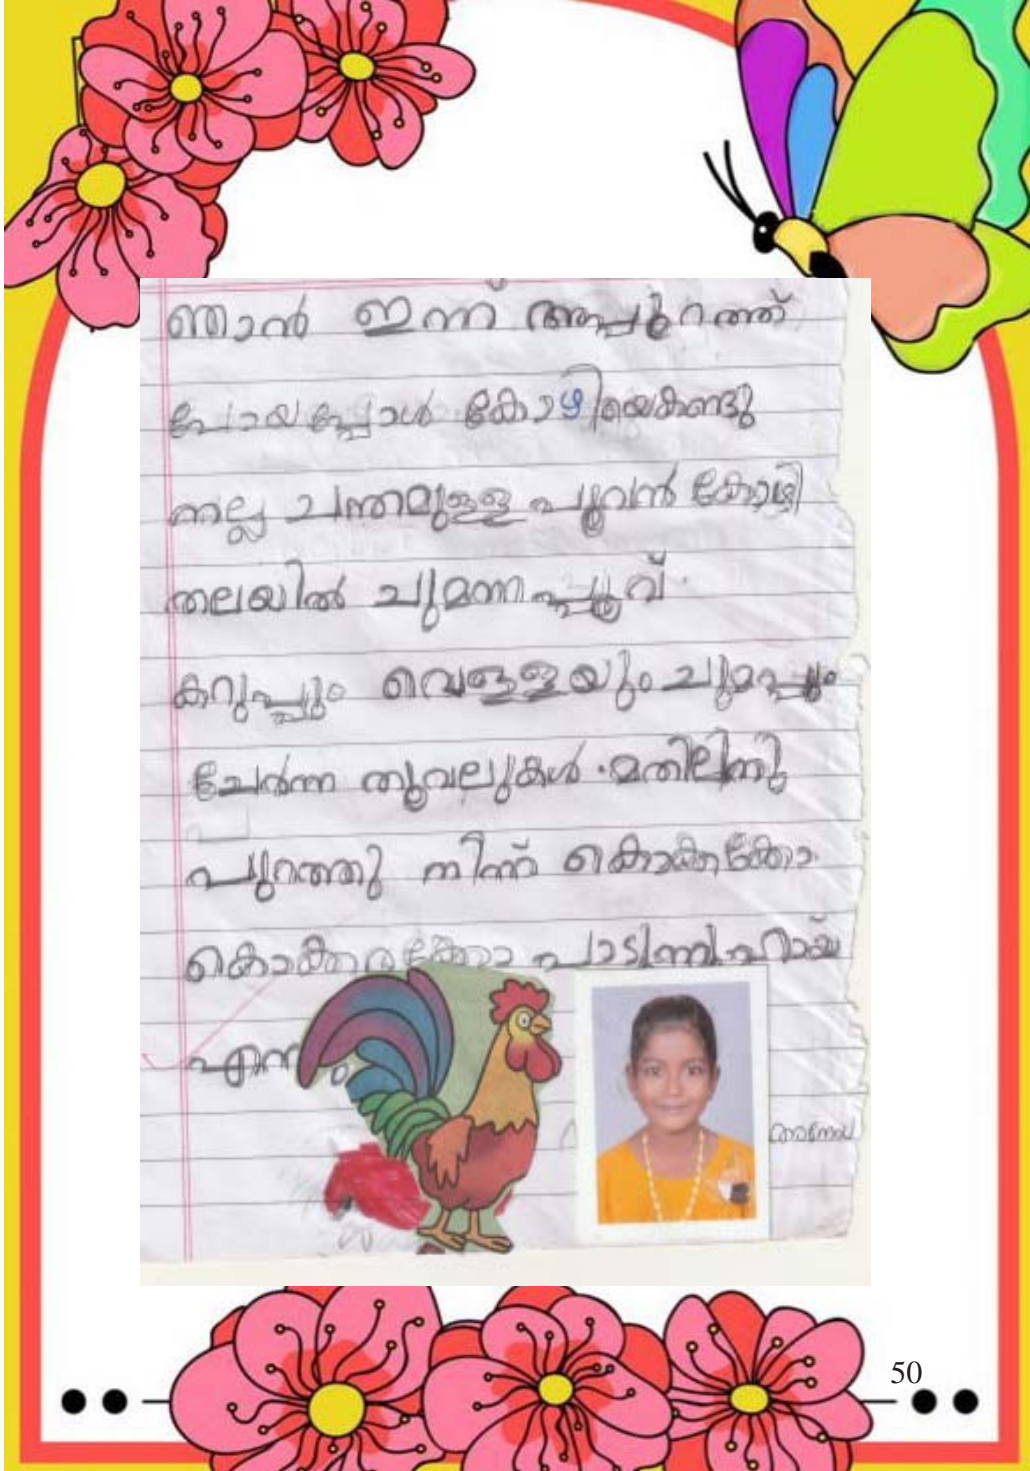 ഞാൻ ഇന്ന് അപ്പുറത്ത്
പോയപ്പോൾ കോഴിയെകണ്ടു
നല്ല ചന്തമുള്ള പൂവൻ കോഴി
തലയിൽ ചുമന്ന പ്പൂവ്.
കറുപ്പും വെള്ളയും ചുമപ്പും
ചേർന്ന തൂവലുകൾ. മതിലിനു
പുറത്തു നിന്ന് കൊക്കരക്കോ
കൊക്കരക്കോ പാടി
50